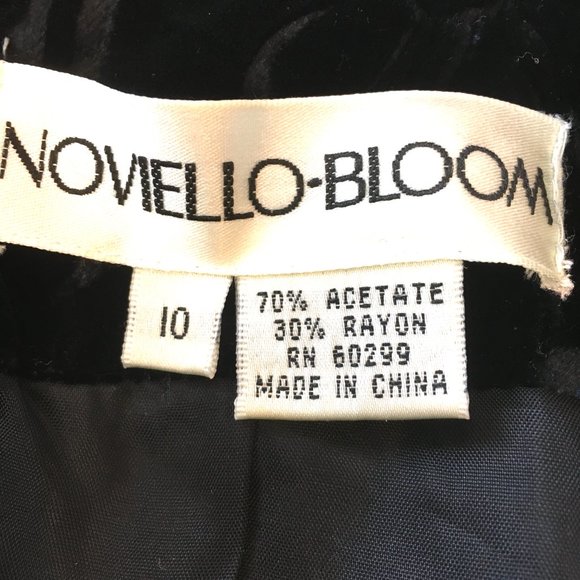 NOVIELLO-BLOOM
10
70% ACETATE
30% RAYON
RN 60299
MADE IN CHINA